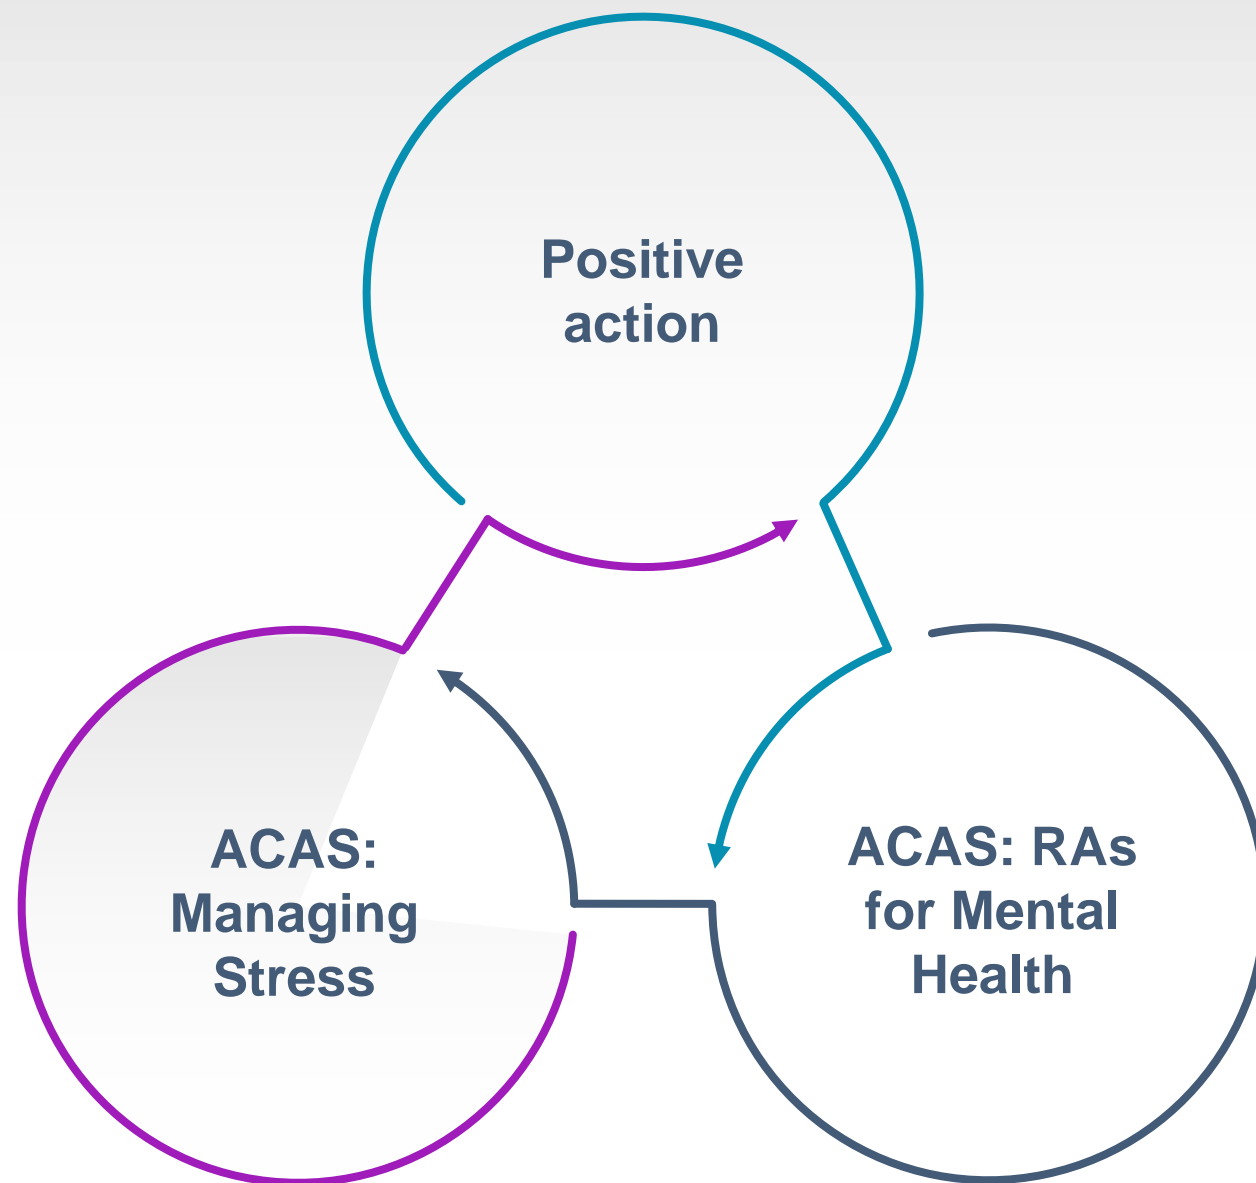 Positive
action
ACAS:
Managing
Stress
ACAS: RAs
for Mental
Health